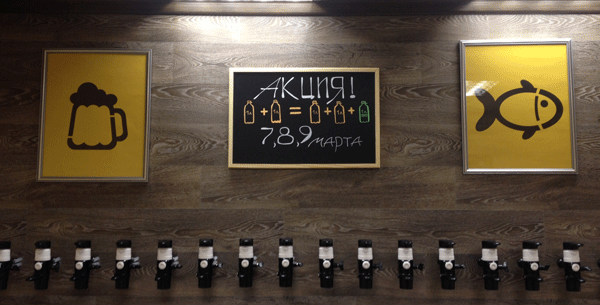 АКЦИЯ!
+ = + +
7,8,9 МАРТА